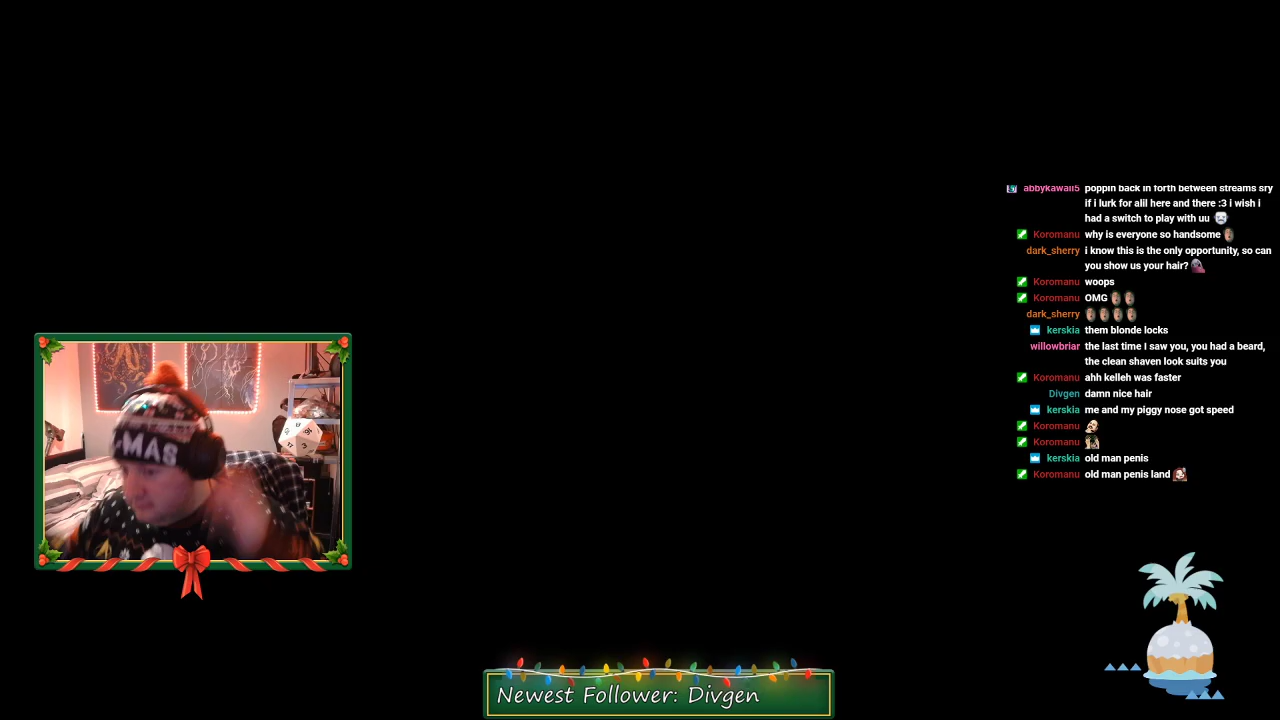 abbykawaii5 poppin back in forth between streams sry
if i lurk for alil here and there :3 i wish i
had a switch to play with uu
Koromanu why is everyone so handsome
dark_sherry i know this is the only opportunity, so can
you show us your hair?
Koromanu woops
Koromanu OMG
dark_sherry
kerskia them blonde locks
willowbriar the last time I saw you, you had a beard,
the clean shaven look suits you
Koromanu ahh kelleh was faster
Divgen damn nice hair
kerskia me and my piggy nose got speed
Koromanu
Koromanu
kerskia old man penis
Koromanu old man penis land
-MAS
Newest Follower: Divgen